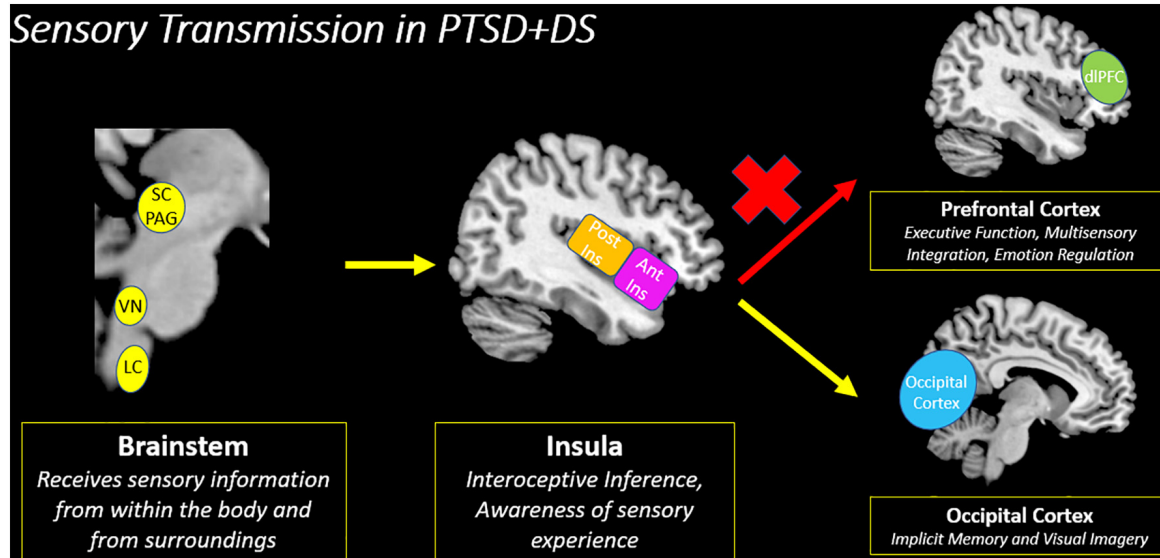 Sensory Transmission in PTSD+DS
SC
PAG
VN
LC
Brainstem
Receives sensory information
from within the body and
from surroundings
Post
Ins
Ant
Ins
Insula
Interoceptive Inference,
Awareness of sensory
experience
dlPFC
Prefrontal Cortex
Executive Function, Multisensory
Integration, Emotion Regulation
Occipital
Cortex
Occipital Cortex
Implicit Memory and Visual Imagery